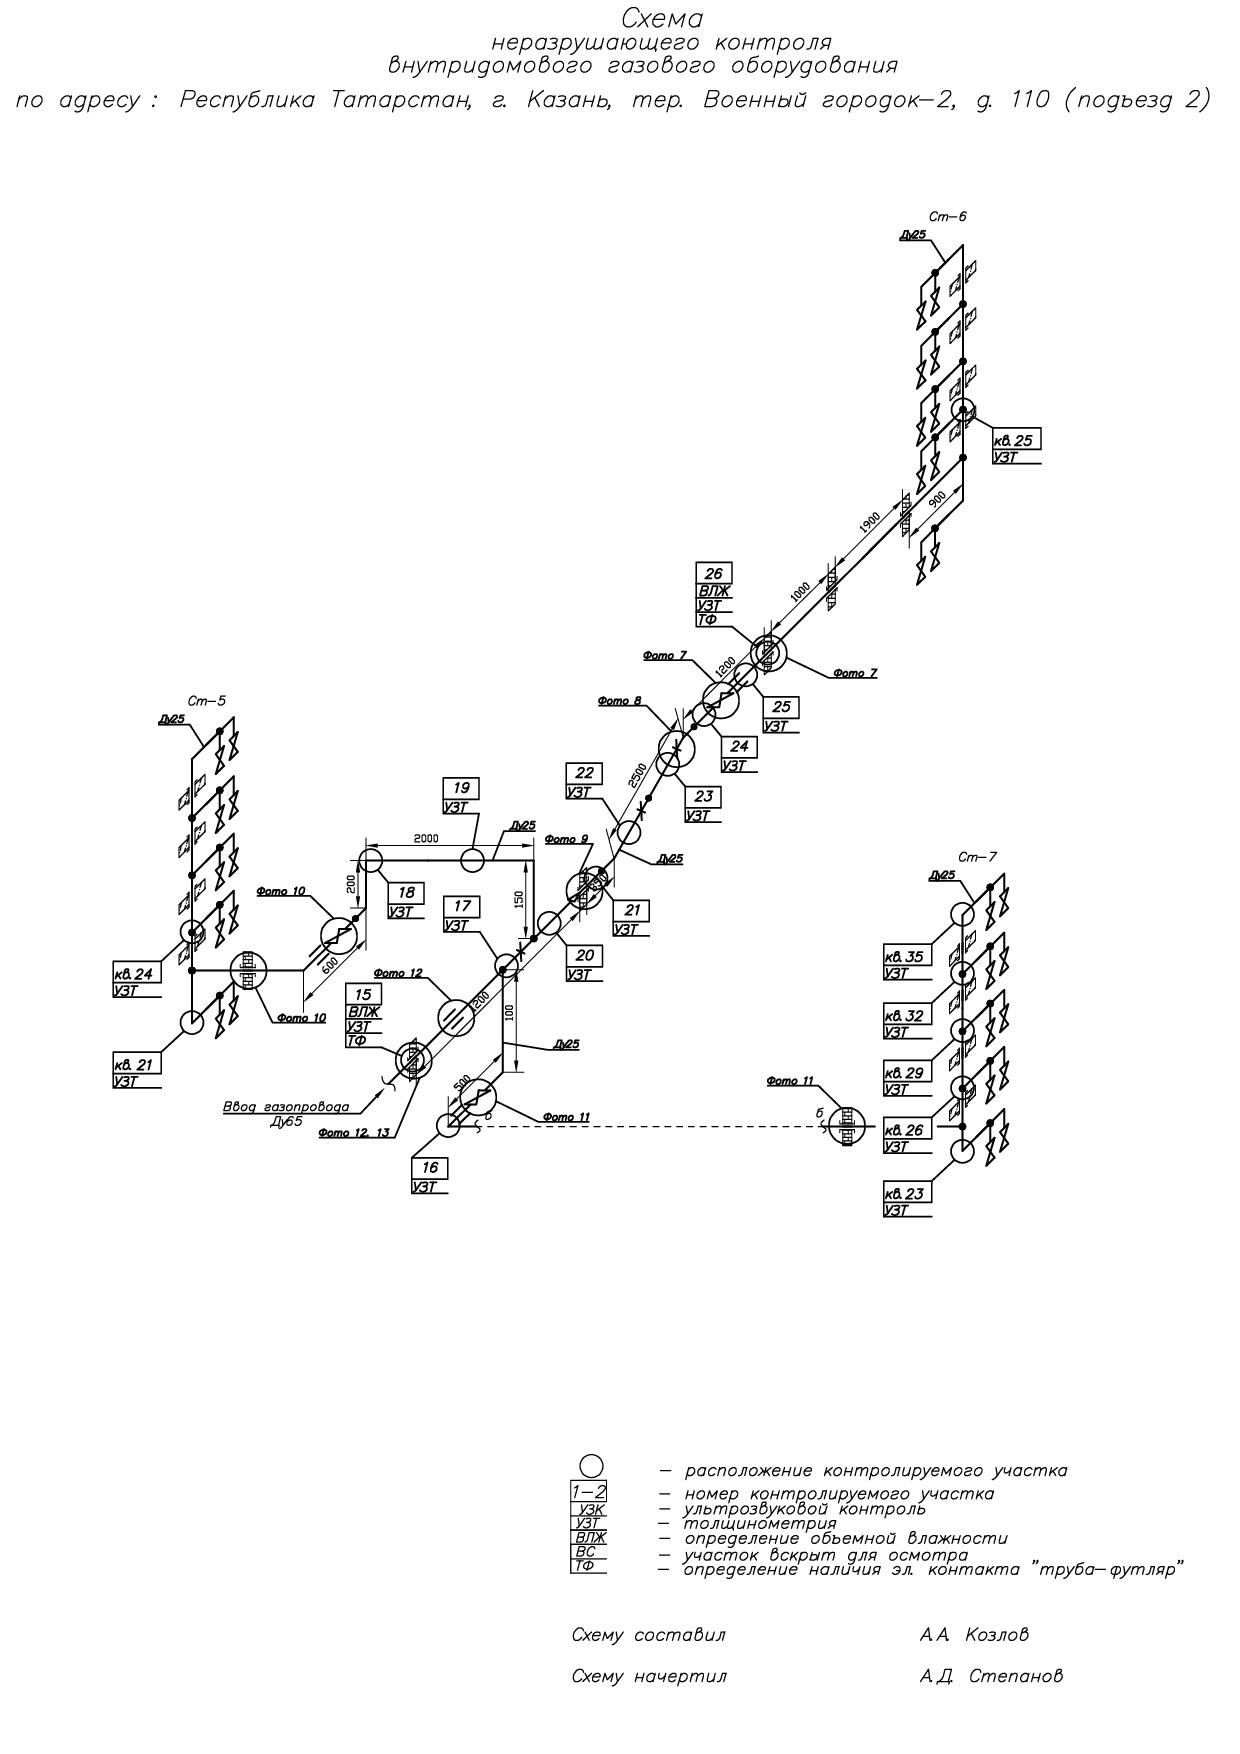 Схема
неразрушающего контроля
внутридомового газового оборудования
по адресу : Республика Татарстан, г. Казань, тер. Военный городок-2, д. 110 (подъезд 2)
Ст-6
Ду25
кв.25
УЗТ
900
1900
1000
26
ВЛЖ
УЗТ
ТФ
Фото 7
1200
Фото 7
25
УЗТ
Фото 8
24
УЗТ
2500
23
УЗТ
22
УЗТ
Ст-5
Ду25
19
УЗТ
2000
Ду25
Фото 9
Ду25
Ст-7
Ду25
200
18
УЗТ
150
17
УЗТ
21
УЗТ
Фото 10
600
20
УЗТ
кв.24
УЗТ
Фото 10
Фото 12
1200
15
ВЛЖ
УЗТ
ТФ
100
Ду25
кв.21
УЗТ
500
Ввод газопровода
Ду65
Фото 12, 13
Фото 11
б
16
УЗТ
Фото 11
б
кв.35
УЗТ
кв.32
УЗТ
кв.29
УЗТ
кв.26
УЗТ
кв.23
УЗТ
– расположение контролируемого участка
1-2 – номер контролируемого участка
УЗК – ультрозвуковой контроль
УЗТ – толщинометрия
ВЛЖ – определение объемной влажности
ВС – участок вскрыт для осмотра
ТФ – определение наличия эл. контакта "труба-футляр"
Схему составил А.А. Козлов
Схему начертил А.Д. Степанов